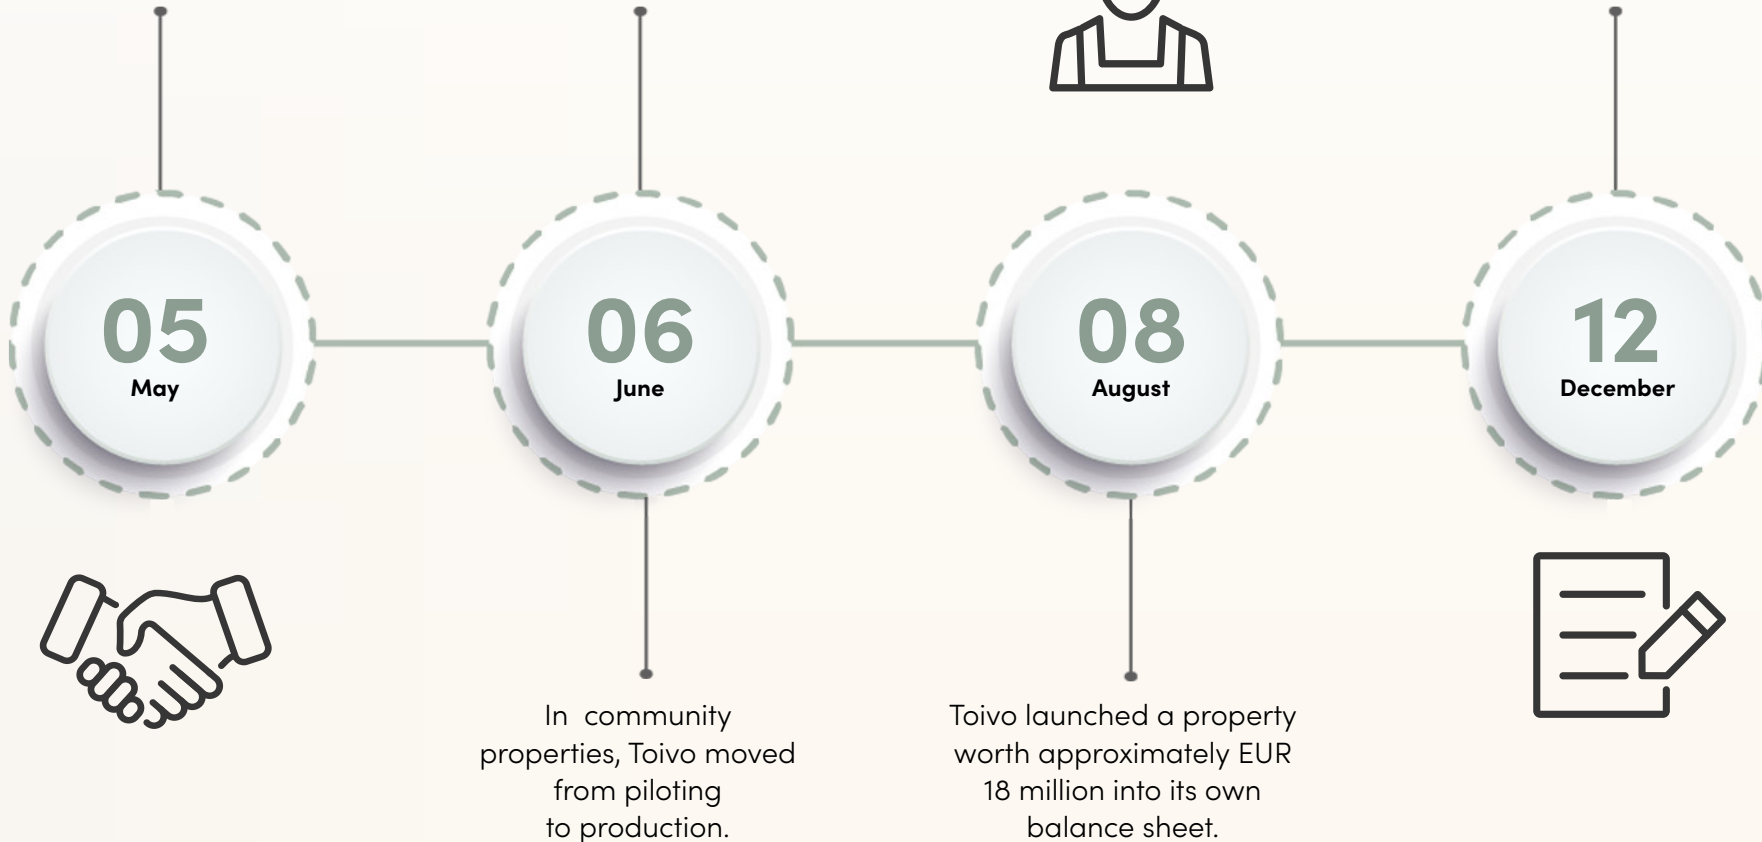 05
May
06
June
08
August
12
December
In  community
properties, Toivo moved
from piloting
to production.
Toivo launched a property
worth approximately EUR
18 million into its own
balance sheet.